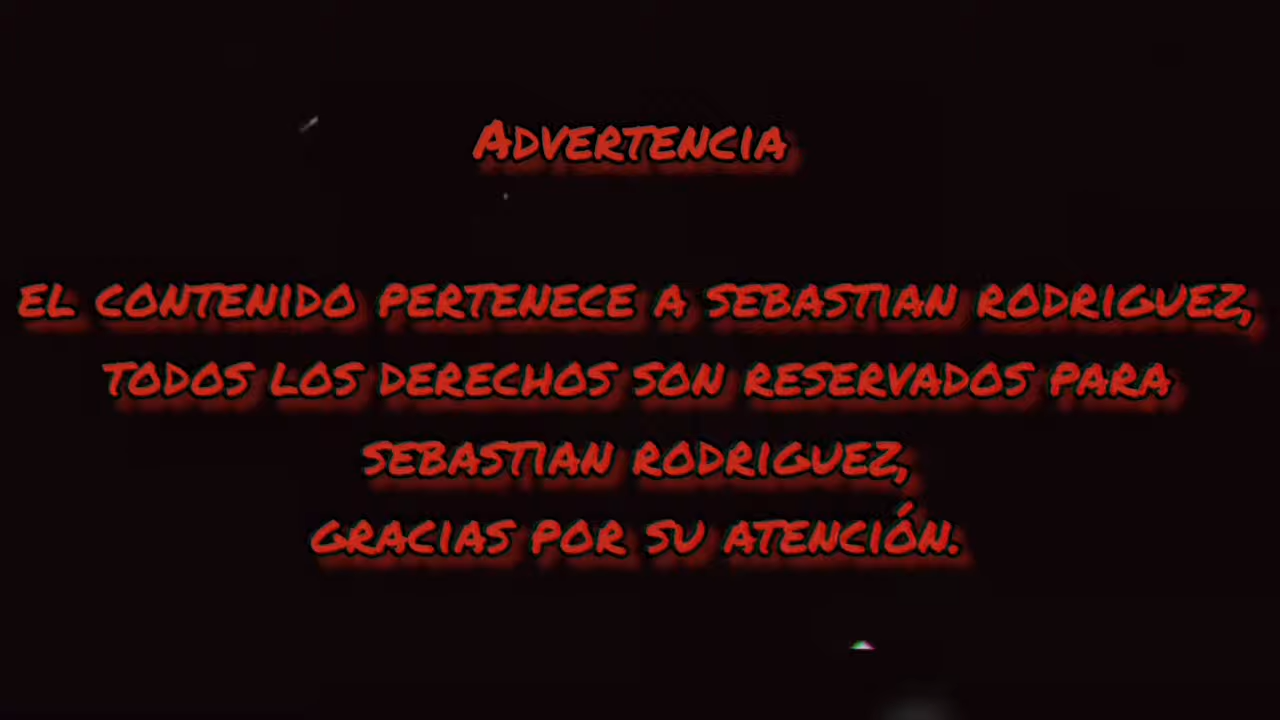 Advertencia
el contenido pertenece a sebastian rodriguez,
todos los derechos son reservados para
sebastian rodriguez,
gracias por su atención.